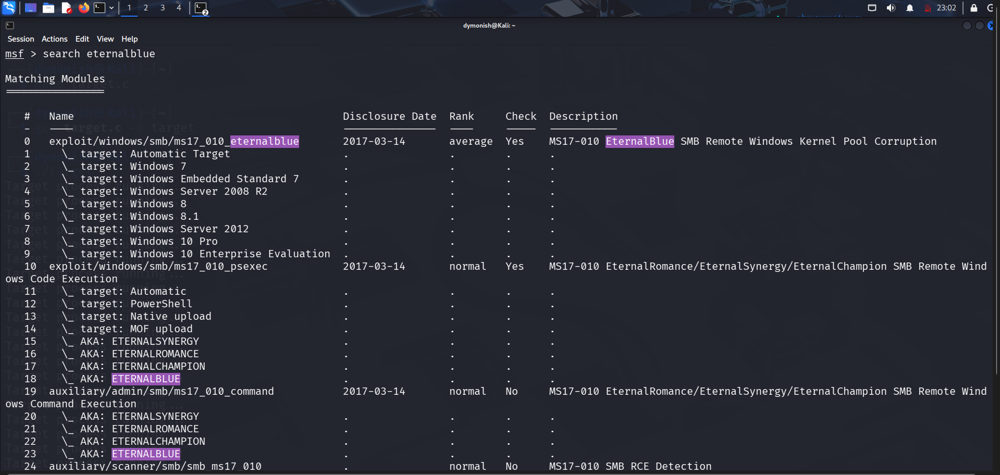 1 2 3 4 2 23:02
dymonish@Kali: ~
Session Actions Edit View Help
msf > search eternalblue
Matching Modules
================
# Name Disclosure Date Rank Check Description
- ---- --------------- ---- ----- -----------
0 exploit/windows/smb/ms17_010_eternalblue 2017-03-14 average Yes MS17-010 EternalBlue SMB Remote Windows Kernel Pool Corruption
1 \_ target: Automatic Target . . . .
2 \_ target: Windows 7 . . . .
3 \_ target: Windows Embedded Standard 7 . . . .
4 \_ target: Windows Server 2008 R2 . . . .
5 \_ target: Windows 8 . . . .
6 \_ target: Windows 8.1 . . . .
7 \_ target: Windows Server 2012 . . . .
8 \_ target: Windows 10 Pro . . . .
9 \_ target: Windows 10 Enterprise Evaluation . . . .
10 exploit/windows/smb/ms17_010_psexec 2017-03-14 normal Yes MS17-010 EternalRomance/EternalSynergy/EternalChampion SMB Remote Wind
ows Code Execution
11 \_ target: Automatic . . . .
12 \_ target: PowerShell . . . .
13 \_ target: Native upload . . . .
14 \_ target: MOF upload . . . .
15 \_ AKA: ETERNALSYNERGY . . . .
16 \_ AKA: ETERNALROMANCE . . . .
17 \_ AKA: ETERNALCHAMPION . . . .
18 \_ AKA: ETERNALBLUE . . . .
19 auxiliary/admin/smb/ms17_010_command 2017-03-14 normal No MS17-010 EternalRomance/EternalSynergy/EternalChampion SMB Remote Wind
ows Command Execution
20 \_ AKA: ETERNALSYNERGY . . . .
21 \_ AKA: ETERNALROMANCE . . . .
22 \_ AKA: ETERNALCHAMPION . . . .
23 \_ AKA: ETERNALBLUE . . . .
24 auxiliary/scanner/smb/smb_ms17_010 . normal No MS17-010 SMB RCE Detection